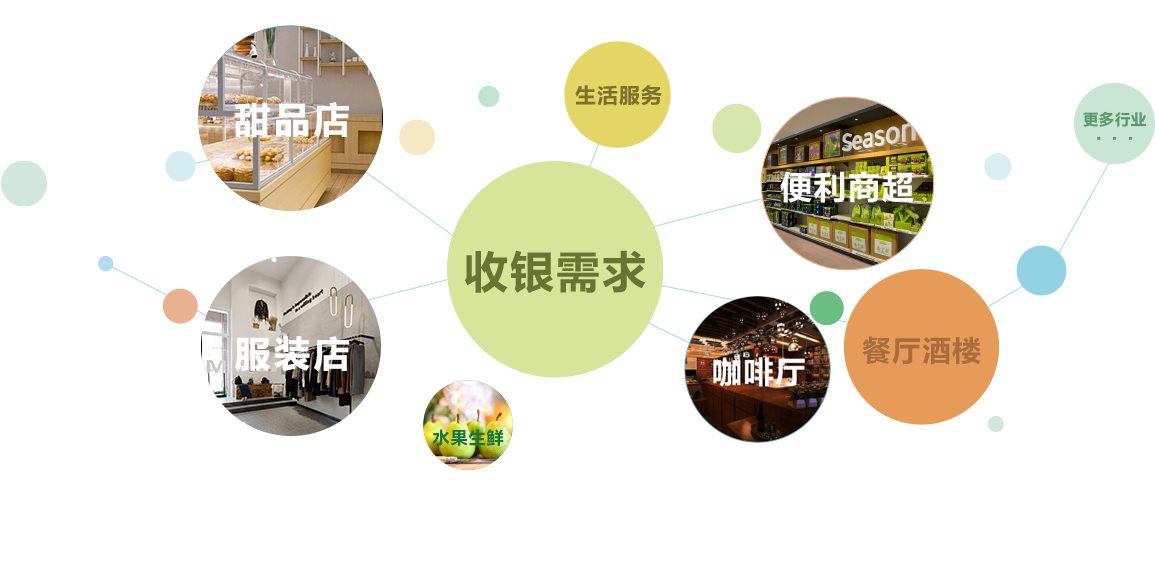 甜品店
生活服务
更多行业
...
Season
便利商超
收银需求
服装店
咖啡厅
餐厅酒楼
水果生鲜